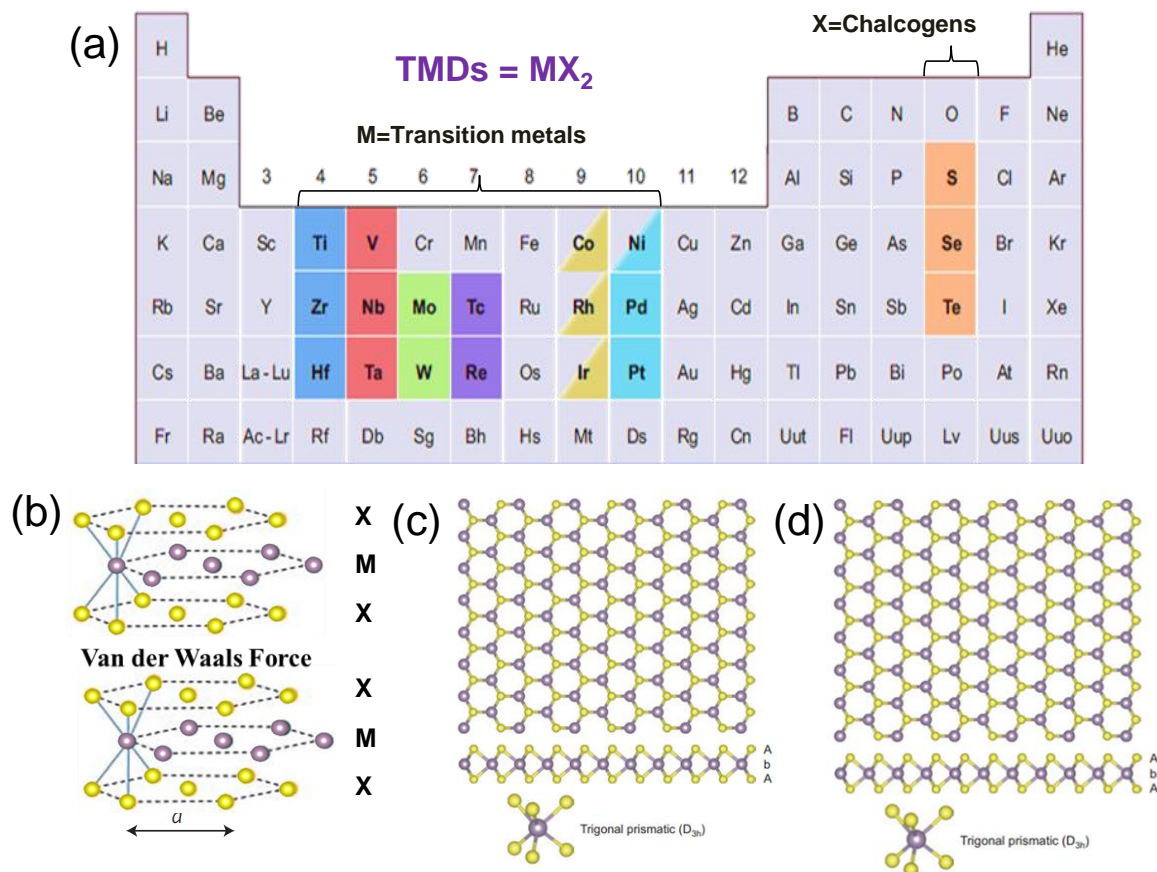 (a)
X=Chalcogens
TMDs = MX2
M=Transition metals
H He
Li Be B C N O F Ne
Na Mg 3 4 5 6 7 8 9 10 11 12 Al Si P S Cl Ar
K Ca Sc Ti V Cr Mn Fe Co Ni Cu Zn Ga Ge As Se Br Kr
Rb Sr Y Zr Nb Mo Tc Ru Rh Pd Ag Cd In Sn Sb Te I Xe
Cs Ba La - Lu Hf Ta W Re Os Ir Pt Au Hg Tl Pb Bi Po At Rn
Fr Ra Ac - Lr Rf Db Sg Bh Hs Mt Ds Rg Cn Uut Fl Uup Lv Uus Uuo
(b)
X
M
X
Van der Waals Force
X
M
X
a
(c)
A
b
A
Trigonal prismatic (D3h)
(d)
A
b
A
Trigonal prismatic (D3h)